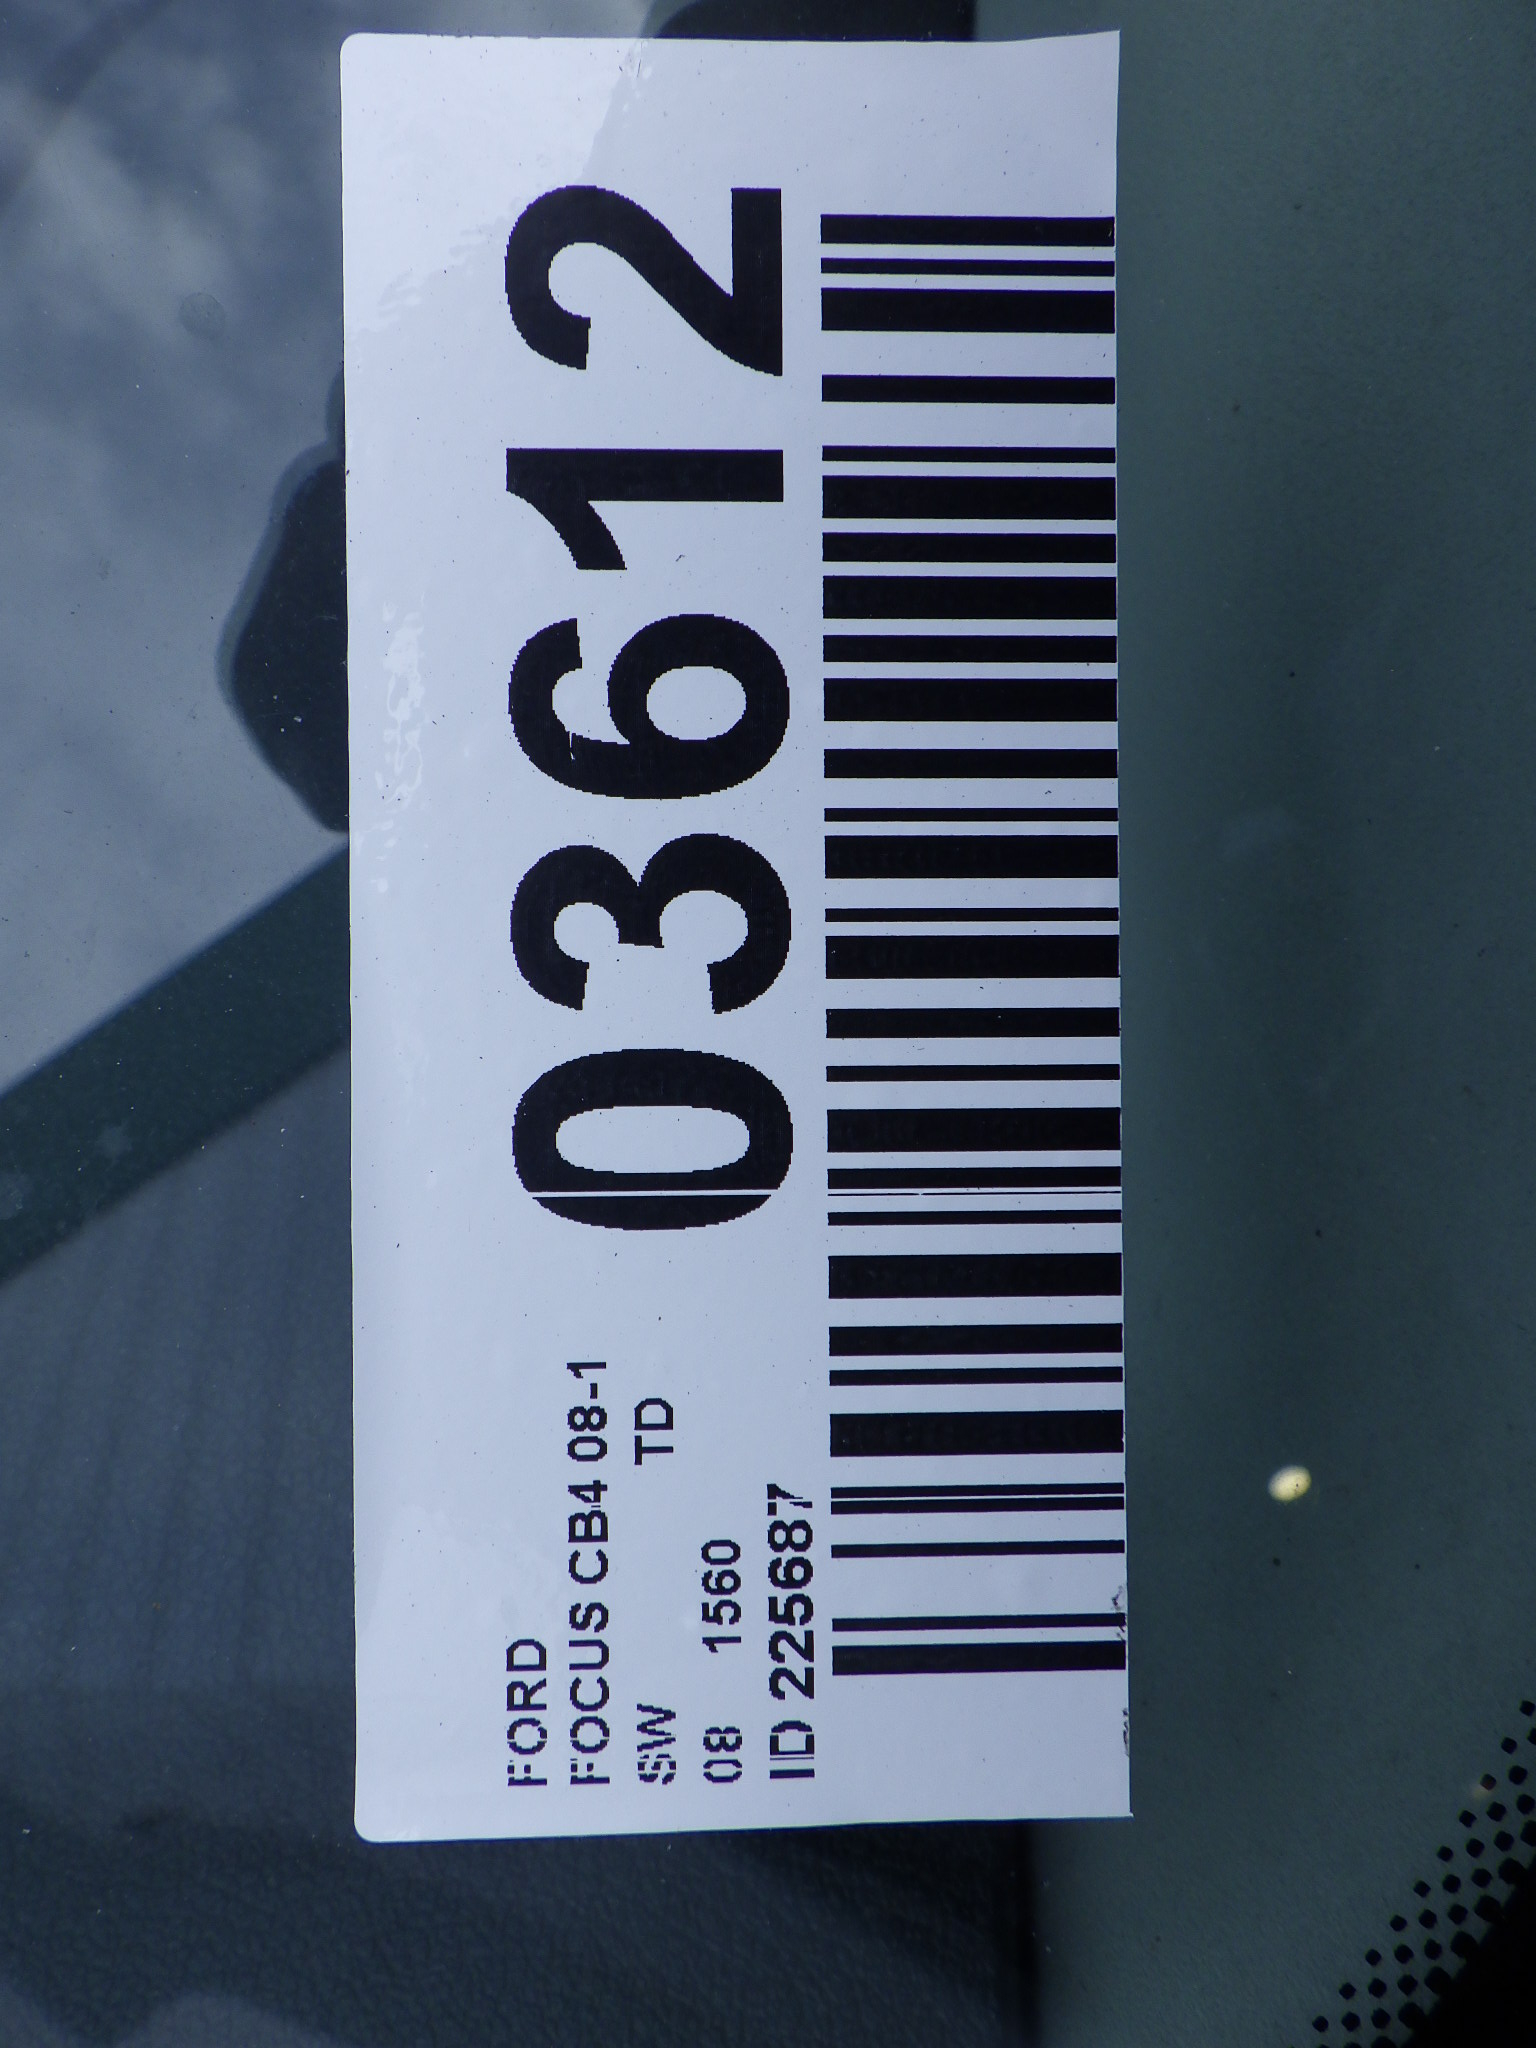 FORD
FOCUS CB4 08-1
SW TD
08 1560
ID 225687
03612